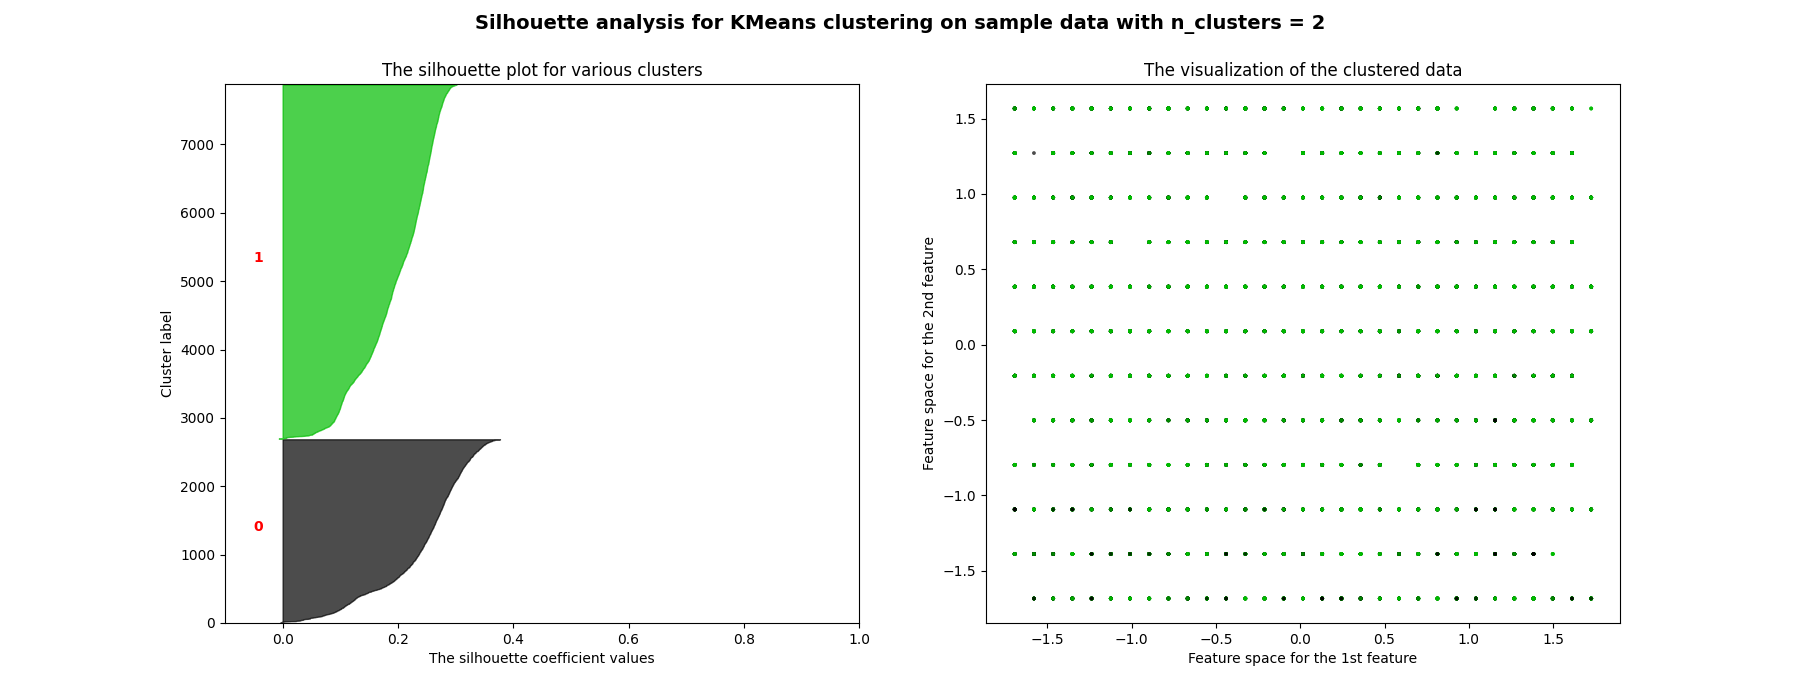 Silhouette analysis for KMeans clustering on sample data with n_clusters = 2
The silhouette plot for various clusters
7000
6000
5000
4000
3000
2000
1000
0
Cluster label
1
0
0.0 0.2 0.4 0.6 0.8 1.0
The silhouette coefficient values
The visualization of the clustered data
1.5
1.0
0.5
0.0
−0.5
−1.0
−1.5
Feature space for the 2nd feature
−1.5 −1.0 −0.5 0.0 0.5 1.0 1.5
Feature space for the 1st feature